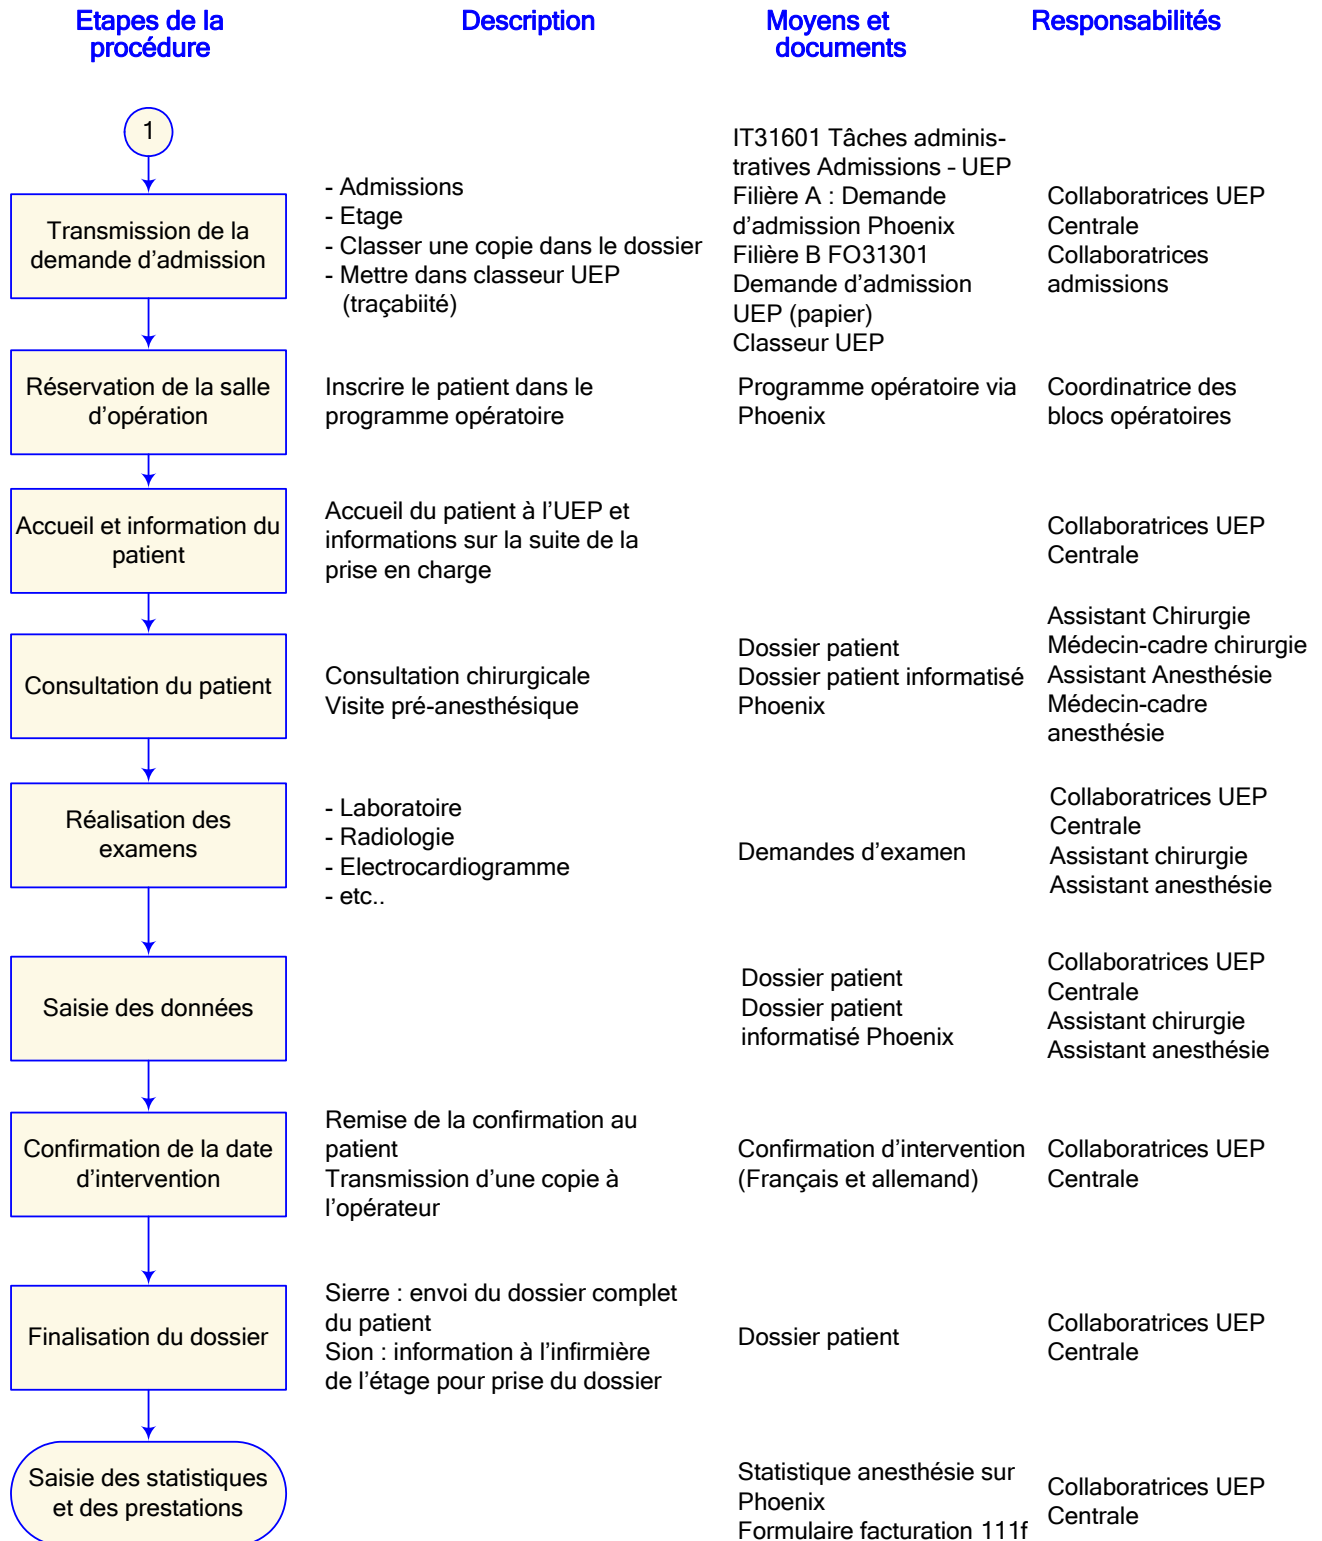 Etapes de la
procédure
Description
Moyens et
documents
Responsabilités
1
Transmission de la
demande d'admission
- Admissions
- Etage
- Classer une copie dans le dossier
- Mettre dans classeur UEP
(traçabiité)
IT31601 Tâches adminis-
tratives Admissions - UEP
Filière A : Demande
d'admission Phoenix
Filière B FO31301
Demande d'admission
UEP (papier)
Classeur UEP
Collaboratrices UEP
Centrale
Collaboratrices
admissions
Réservation de la salle
d'opération
Inscrire le patient dans le
programme opératoire
Programme opératoire via
Phoenix
Coordinatrice des
blocs opératoires
Accueil et information du
patient
Accueil du patient à l'UEP et
informations sur la suite de la
prise en charge
Collaboratrices UEP
Centrale
Consultation du patient
Consultation chirurgicale
Visite pré-anesthésique
Dossier patient
Dossier patient informatisé
Phoenix
Assistant Chirurgie
Médecin-cadre chirurgie
Assistant Anesthésie
Médecin-cadre
anesthésie
Réalisation des
examens
- Laboratoire
- Radiologie
- Electrocardiogramme
- etc..
Demandes d'examen
Collaboratrices UEP
Centrale
Assistant chirurgie
Assistant anesthésie
Saisie des données
Dossier patient
Dossier patient
informatisé Phoenix
Collaboratrices UEP
Centrale
Assistant chirurgie
Assistant anesthésie
Confirmation de la date
d'intervention
Remise de la confirmation au
patient
Transmission d'une copie à
l'opérateur
Confirmation d'intervention
(Français et allemand)
Collaboratrices UEP
Centrale
Finalisation du dossier
Sierre : envoi du dossier complet
du patient
Sion : information à l'infirmière
de l'étage pour prise du dossier
Dossier patient
Collaboratrices UEP
Centrale
Saisie des statistiques
et des prestations
Statistique anesthésie sur
Phoenix
Formulaire facturation 111f
Collaboratrices UEP
Centrale